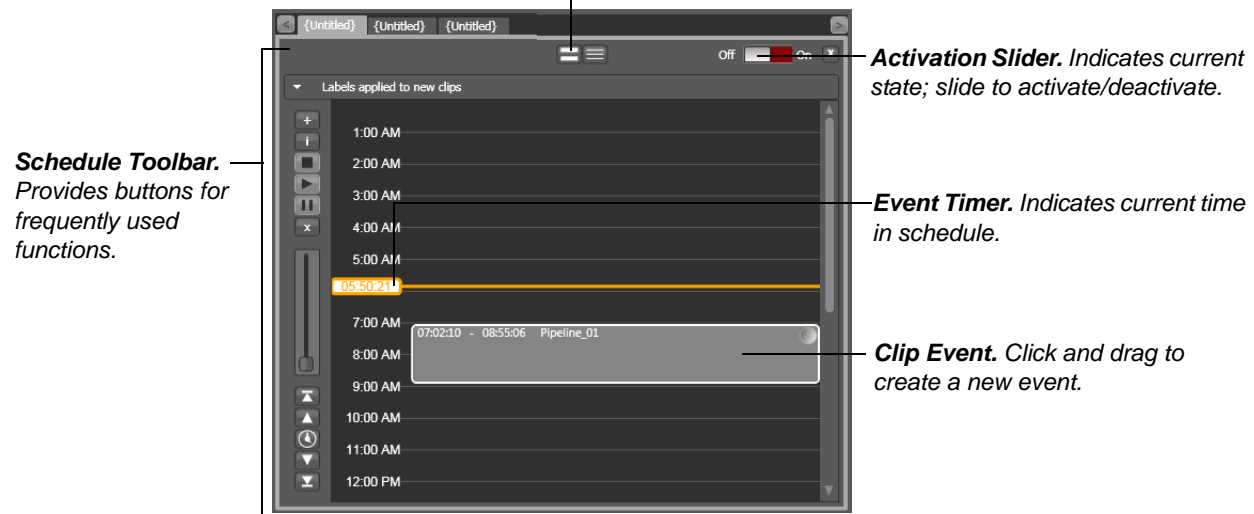 {Untitled} {Untitled} {Untitled}
Off On X
Labels applied to new clips
Activation Slider. Indicates current
state; slide to activate/deactivate.
Schedule Toolbar.
Provides buttons for
frequently used
functions.
+
i
x
1:00 AM
2:00 AM
3:00 AM
4:00 AM
5:00 AM
05:50:21
7:00 AM
8:00 AM
9:00 AM
10:00 AM
11:00 AM
12:00 PM
07:02:10 - 08:55:06 Pipeline_01
Event Timer. Indicates current time
in schedule.
Clip Event. Click and drag to
create a new event.